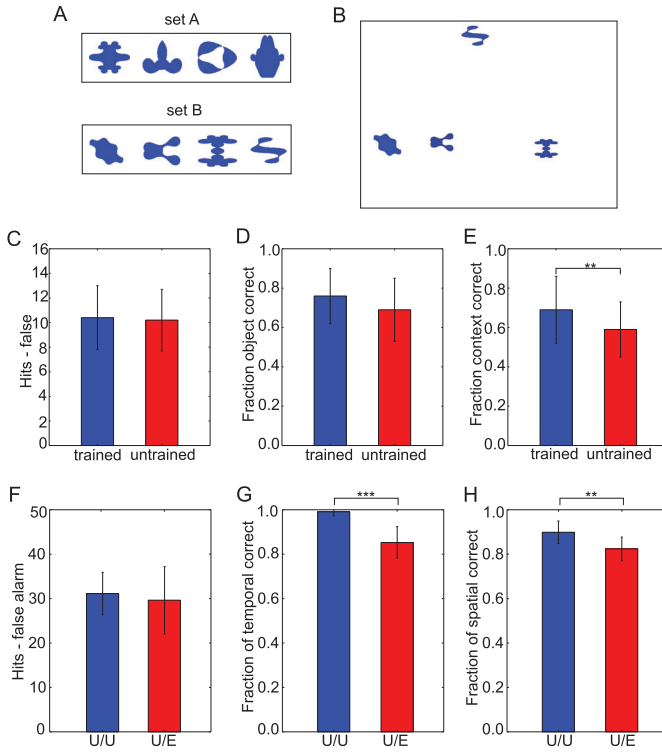 A
set A
set B
B
C
Hits - false
16
14
12
10
8
6
4
2
0
trained untrained
D
Fraction object correct
1.0
0.8
0.6
0.4
0.2
0.0
trained untrained
E
Fraction context correct
1.0
0.8
0.6
0.4
0.2
0.0
**
trained untrained
F
Hits - false alarm
50
40
30
20
10
0
U/U U/E
G
Fraction of temporal correct
1.0
0.8
0.6
0.4
0.2
0.0
***
U/U U/E
H
Fraction of spatial correct
1.0
0.8
0.6
0.4
0.2
0.0
**
U/U U/E